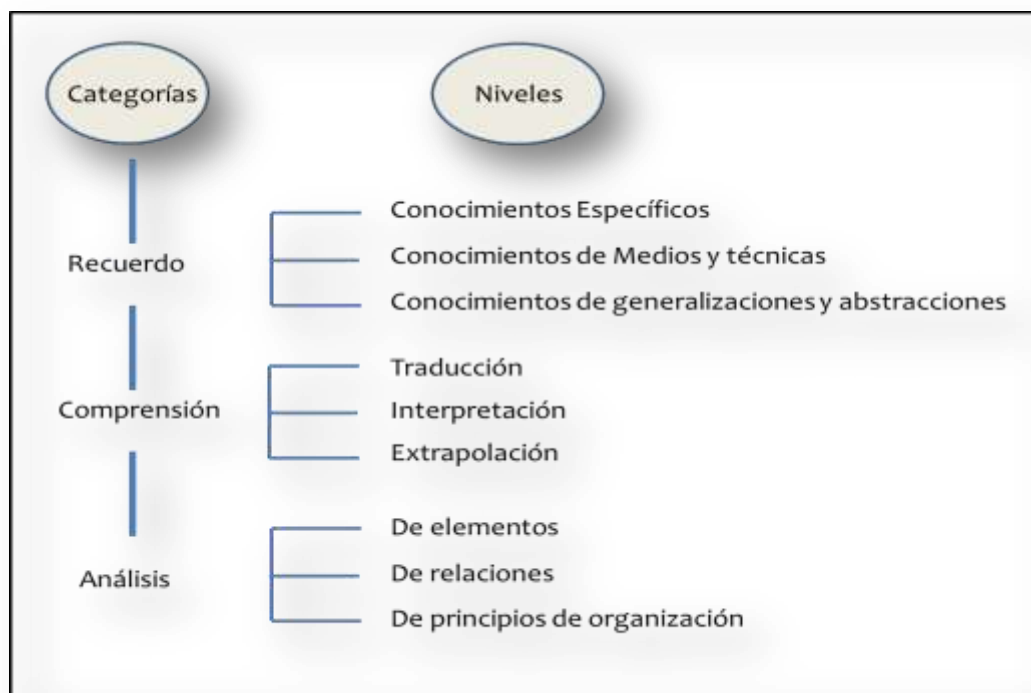 Categorías
Niveles
Recuerdo
Conocimientos Específicos
Conocimientos de Medios y técnicas
Conocimientos de generalizaciones y abstracciones
Comprensión
Traducción
Interpretación
Extrapolación
Análisis
De elementos
De relaciones
De principios de organización